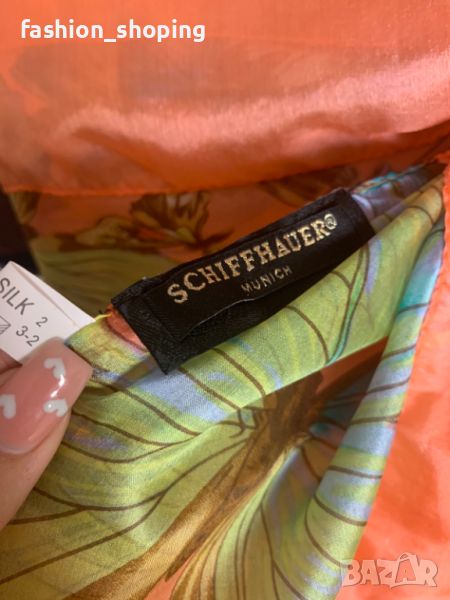 fashion_shoping
SCHIFFHAUER®
MUNICH
SILK
2
3-2
BAZAR